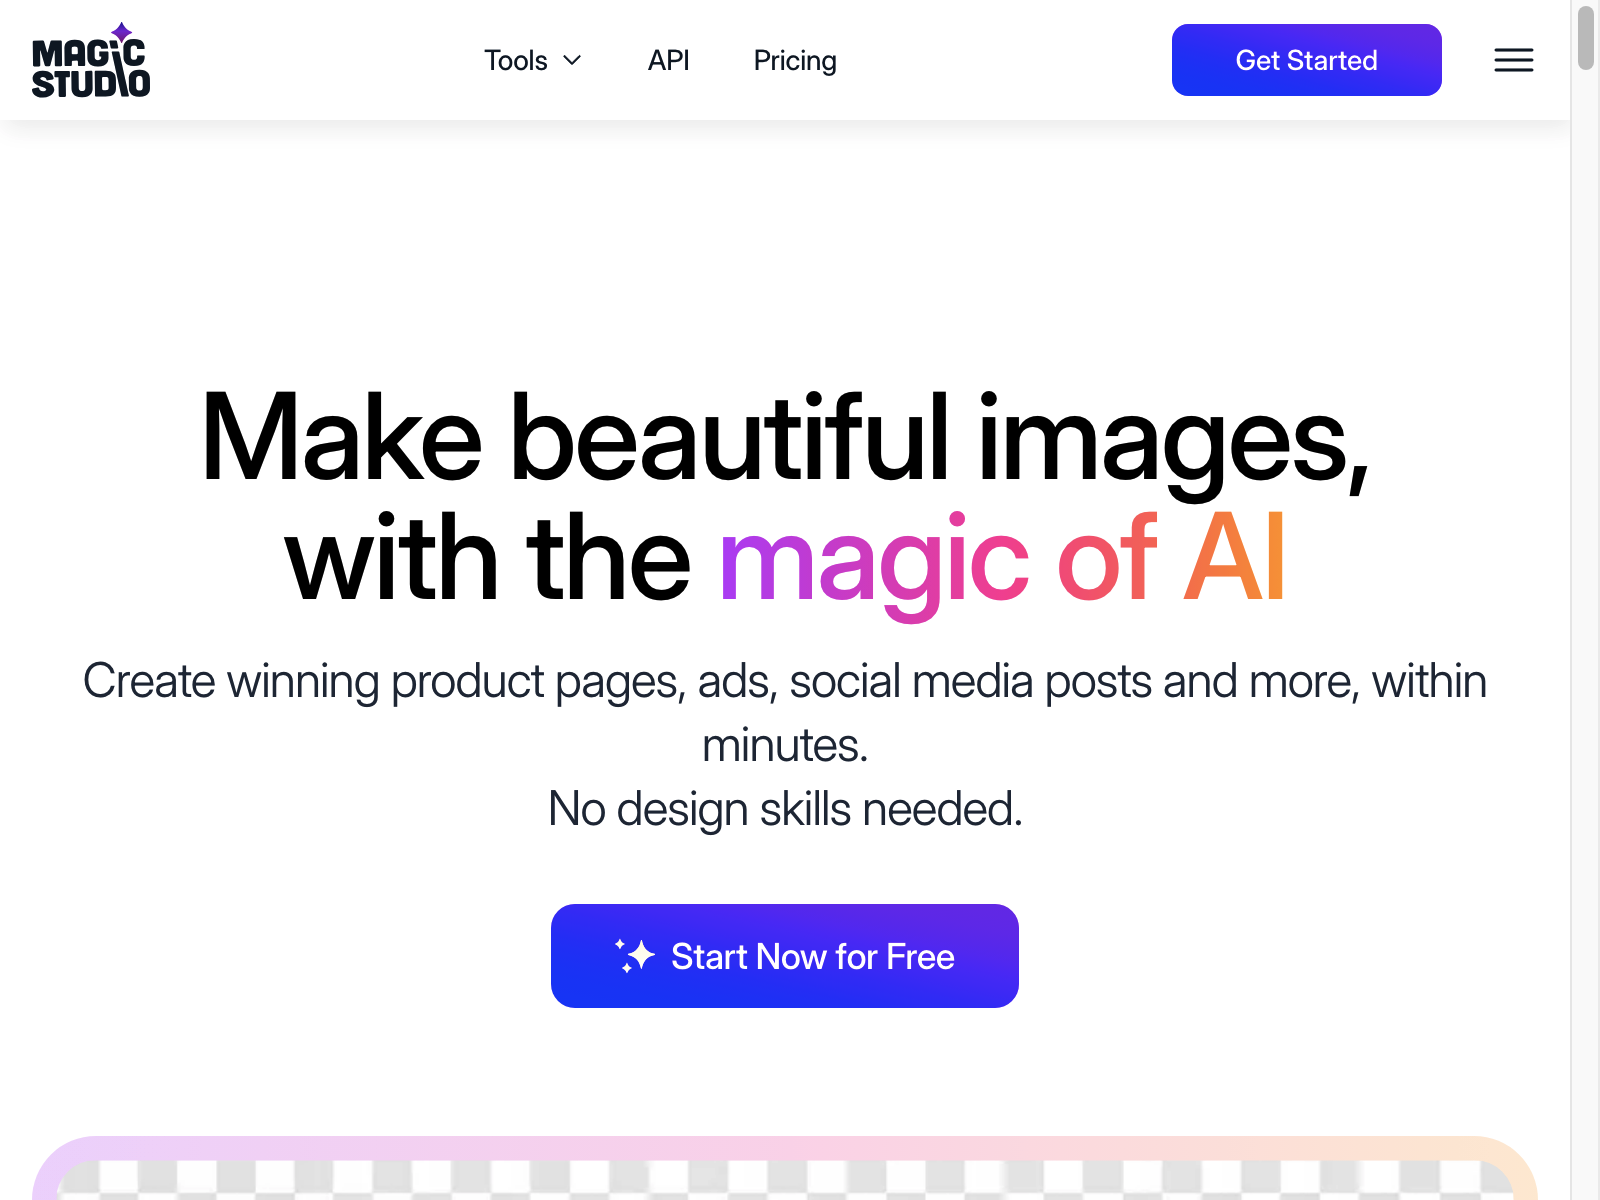 MAGIC
STUDIO
Tools
API
Pricing
Get Started
Make beautiful images,
with the magic of AI
Create winning product pages, ads, social media posts and more, within
minutes.
No design skills needed.
Start Now for Free